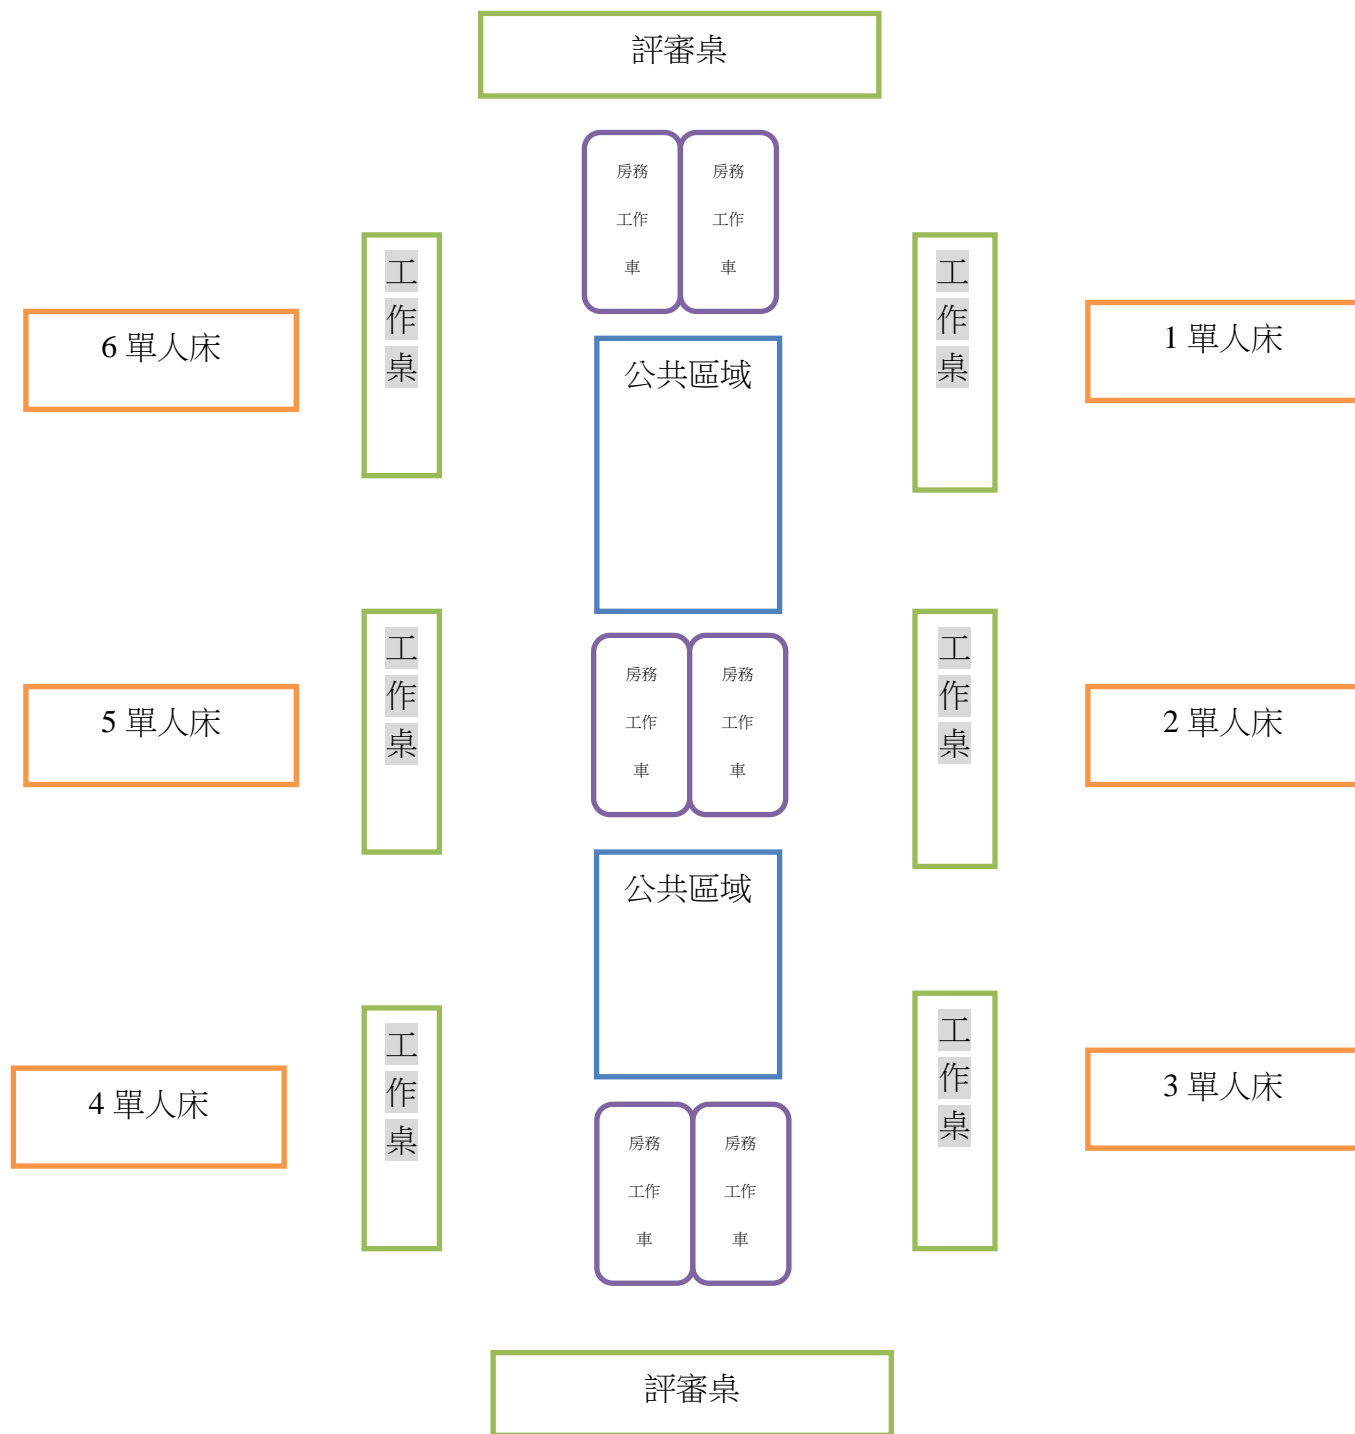 評審桌
房務
工作
車
房務
工作
車
工
作
桌
工
作
桌
6 單人床
1 單人床
公共區域
工
作
桌
工
作
桌
房務
工作
車
房務
工作
車
5 單人床
2 單人床
公共區域
工
作
桌
工
作
桌
4 單人床
3 單人床
房務
工作
車
房務
工作
車
評審桌